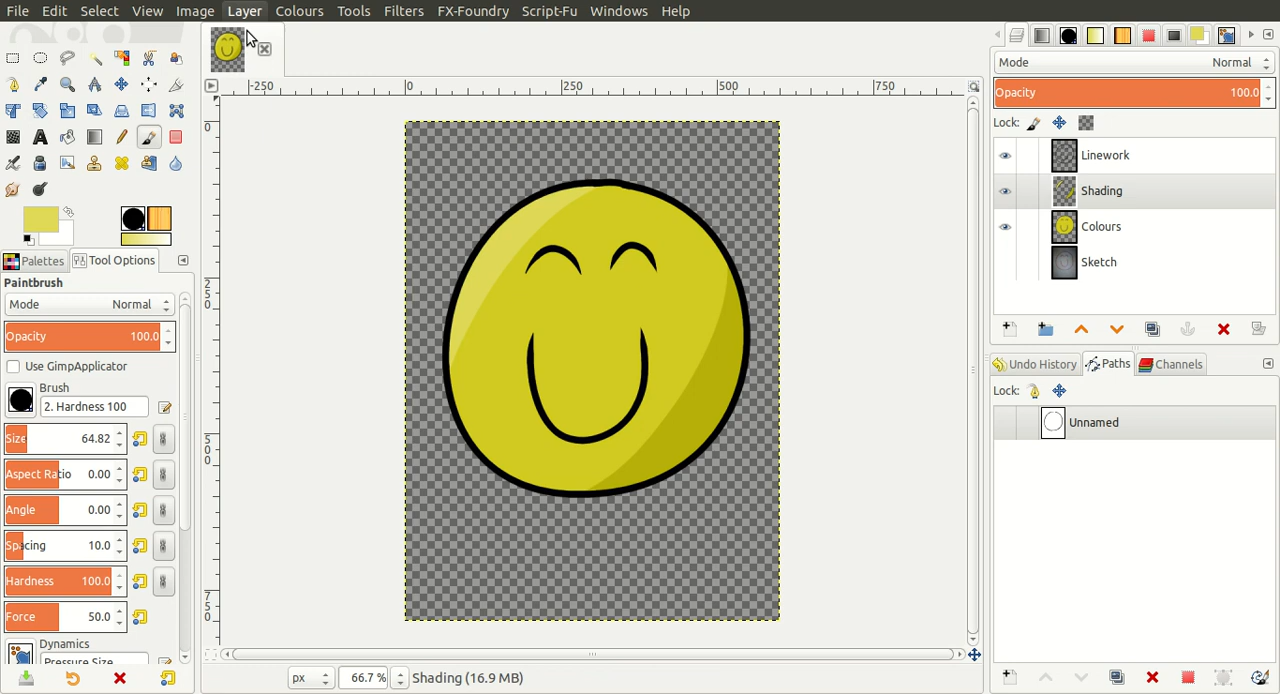 File Edit Select View Image Layer Colours Tools Filters FX-Foundry Script-Fu Windows Help
-250 0 250 500 750
0
250
500
750
Palettes Tool Options
Paintbrush
Mode Normal
Opacity 100.0
Use GimpApplicator
Brush
2. Hardness 100
Size 64.82
Aspect Ratio 0.00
Angle 0.00
Spacing 10.0
Hardness 100.0
Force 50.0
Dynamics
Pressure Size
px 66.7 % Shading (16.9 MB)
Mode Normal
Opacity 100.0
Lock:
Linework
Shading
Colours
Sketch
Undo History Paths Channels
Lock:
Unnamed